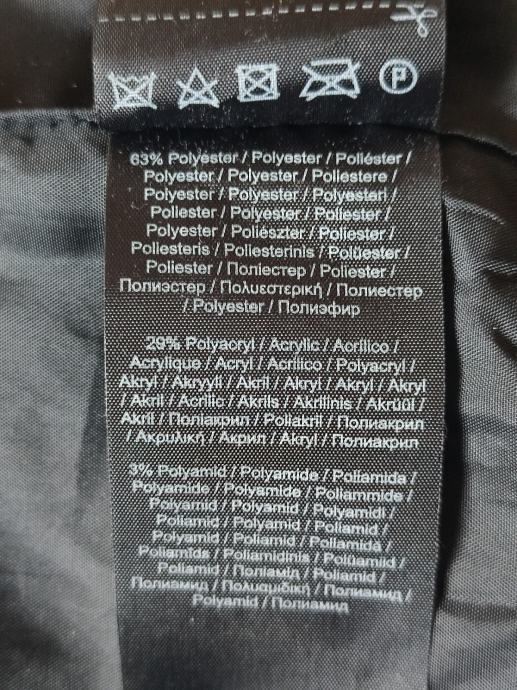 P
63% Polyester / Polyester / Poliéster /
Polyester / Polyester / Poliestere /
Polyester / Polyester / Polyesteri /
Poliester / Polyester / Poliester /
Polyester / Poliészter / Poliester /
Poliesteris / Poliesterinis / Polüester /
Poliester / Поліестер / Poliester /
Полиэстер / Πολυεστερική / Полиестер
/ Polyester / Полиэфир
29% Polyacryl / Acrylic / Acrílico /
Acrylique / Acryl / Acrilico / Polyacryl /
Akryl / Akryyli / Akril / Akryl / Akryl / Akryl
/ Akril / Acrilic / Akrils / Akrilinis / Akrüül /
Akril / Поліакрил / Poliakril / Полиакрил
/ Ακρυλική / Акрил / Akryl / Полиакрил
3% Polyamid / Polyamide / Poliamida /
Polyamide / Polyamide / Poliammide /
Polyamid / Polyamid / Polyamidi /
Poliamid / Polyamid / Poliamid /
Polyamid / Poliamid / Poliamidă /
Poliamīds / Poliamidinis / Polüamiid /
Poliamid / Поліамід / Poliamid /
Полиамид / Πολυαμιδική / Полиамид /
Polyamid / Полиамид